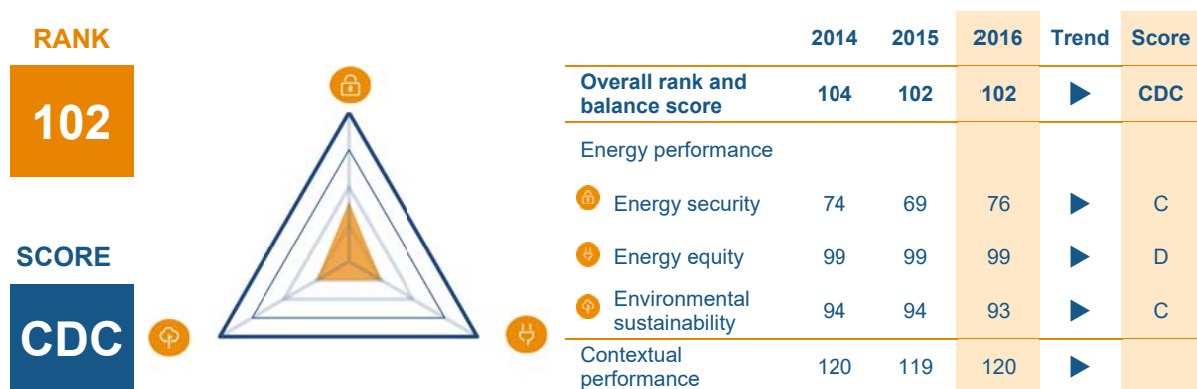 RANK
102
SCORE
CDC
2014 2015 2016 Trend Score
Overall rank and
balance score 104 102 102 CDC
Energy performance
Energy security 74 69 76 C
Energy equity 99 99 99 D
Environmental
sustainability 94 94 93 C
Contextual
performance 120 119 120